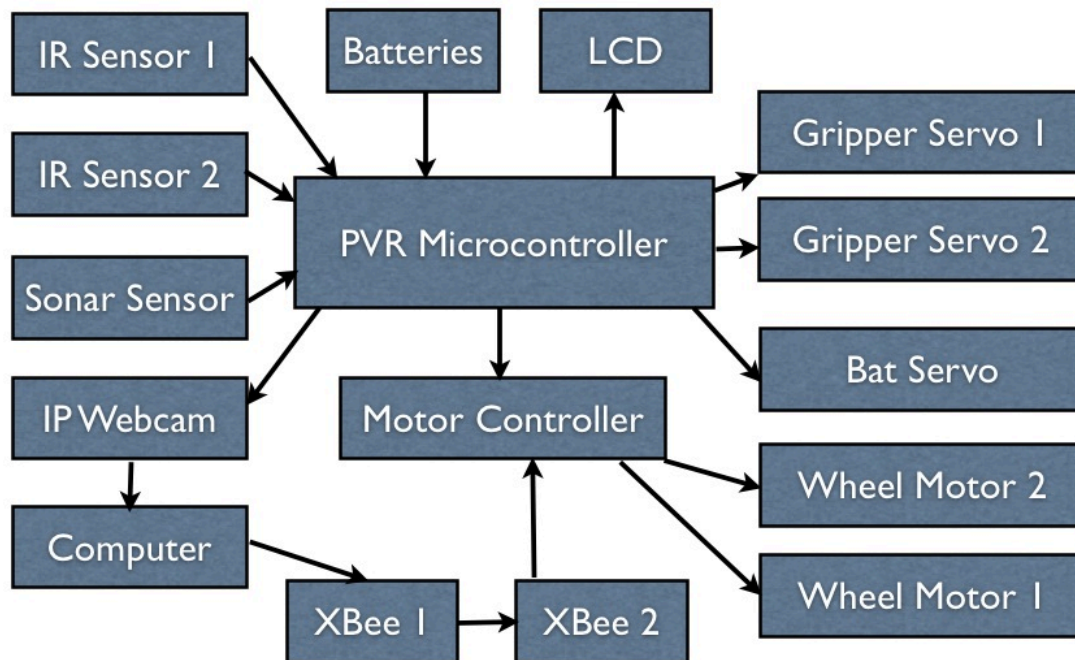 IR Sensor 1
Batteries
LCD
Gripper Servo 1
IR Sensor 2
PVR Microcontroller
Gripper Servo 2
Sonar Sensor
Bat Servo
IP Webcam
Motor Controller
Wheel Motor 2
Computer
Wheel Motor 1
XBee 1
XBee 2